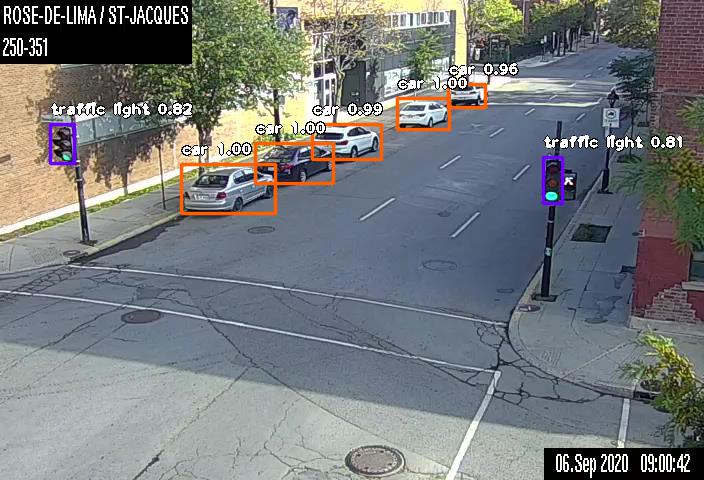 ROSE-DE-LIMA / ST-JACQUES
250-351
car 0.96
car 1.00
traffic light 0.82
car 0.99
car 1.00
traffic light 0.81
car 1.00
06.Sep 2020 09:00:42